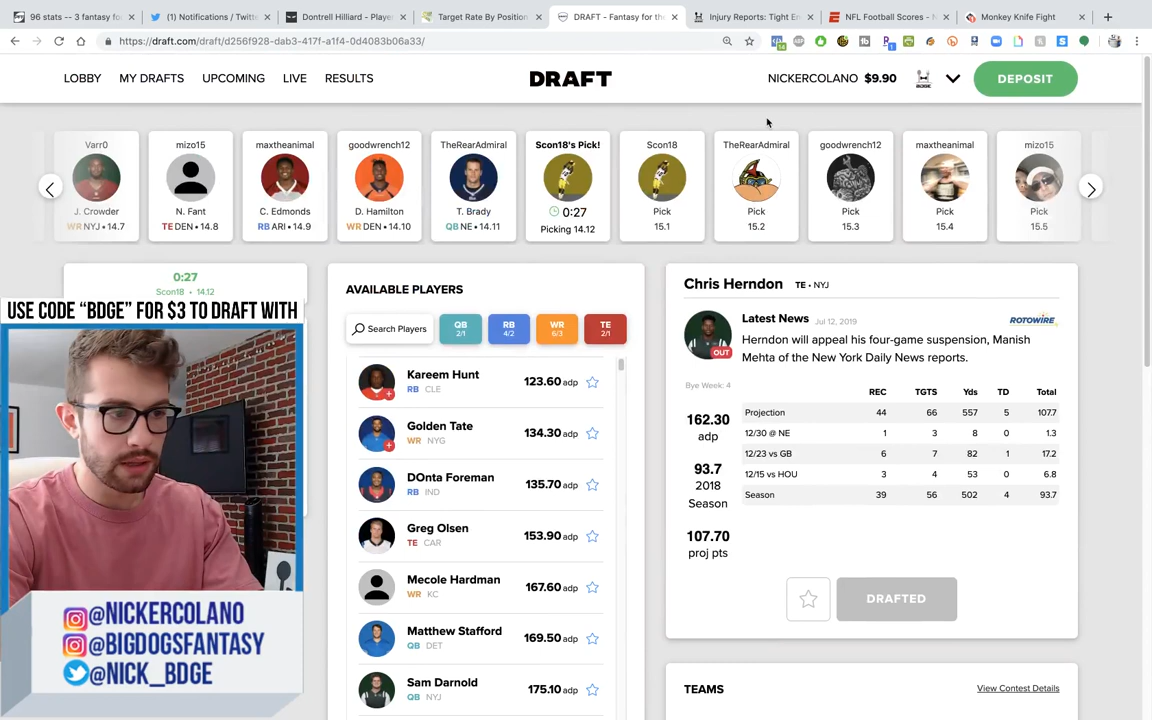 96 stats -- 3 fantasy fo
(1) Notifications / Twitte
Dontrell Hilliard - Playe
Target Rate By Position
DRAFT - Fantasy for the
Injury Reports: Tight En
NFL Football Scores - N
Monkey Knife Fight
https://draft.com/draft/d256f928-dab3-417f-a1f4-0d4083b06a33/
LOBBY MY DRAFTS UPCOMING LIVE RESULTS
DRAFT
NICKERCOLANO $9.90
DEPOSIT
Varr0 mizo15 maxtheanimal goodwrench12 TheRearAdmiral Scon18's Pick! Scon18 TheRearAdmiral goodwrench12 maxtheanimal mizo15
J. Crowder N. Fant C. Edmonds D. Hamilton T. Brady 0:27 Pick Pick Pick Pick Pick
WR NYJ • 14.7 TE DEN • 14.8 RB ARI • 14.9 WR DEN • 14.10 QB NE • 14.11 Picking 14.12 15.1 15.2 15.3 15.4 15.5
0:27
Scon18 • 14.12
USE CODE "BDGE" FOR $3 TO DRAFT WITH
@NICKERCOLANO
@BIGDOGSFANTASY
@NICK_BDGE
AVAILABLE PLAYERS
Search Players
QB
2/1
RB
4/2
WR
6/3
TE
2/1
Kareem Hunt
RB CLE
123.60 adp
Golden Tate
WR NYG
134.30 adp
DOnta Foreman
RB IND
135.70 adp
Greg Olsen
TE CAR
153.90 adp
Mecole Hardman
WR KC
167.60 adp
Matthew Stafford
QB DET
169.50 adp
Sam Darnold
QB NYJ
175.10 adp
Chris Herndon TE • NYJ
Latest News Jul 12, 2019
ROTOWIRE
Herndon will appeal his four-game suspension, Manish
Mehta of the New York Daily News reports.
OUT
Bye Week: 4
162.30
adp
93.7
2018
Season
107.70
proj pts
REC TGTS Yds TD Total
Projection 44 66 557 5 107.7
12/30 @ NE 1 3 8 0 1.3
12/23 vs GB 6 7 82 1 17.2
12/15 vs HOU 3 4 53 0 6.8
Season 39 56 502 4 93.7
DRAFTED
TEAMS
View Contest Details